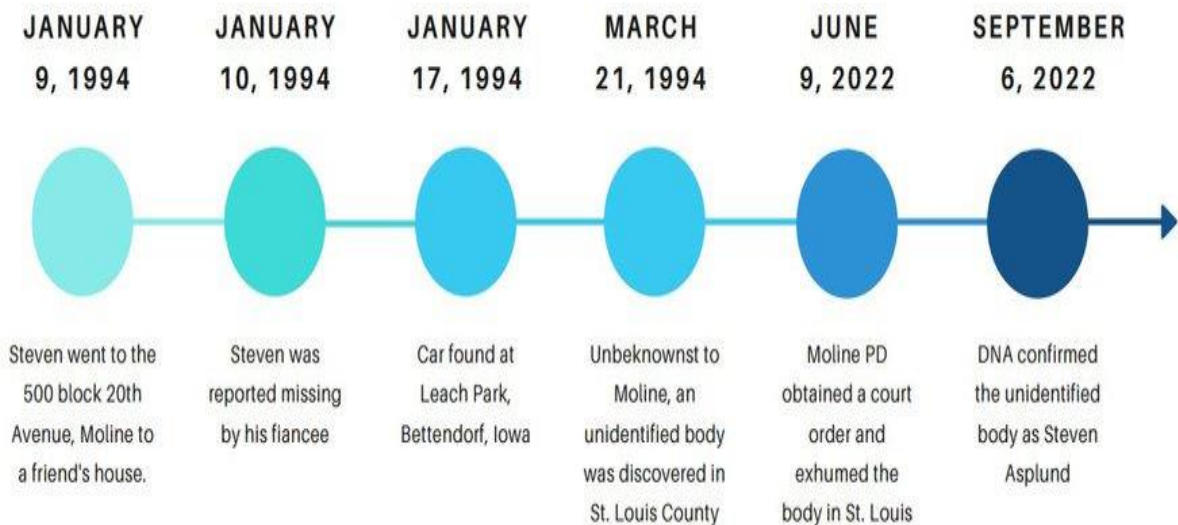 JANUARY
9, 1994
JANUARY
10, 1994
JANUARY
17, 1994
MARCH
21, 1994
JUNE
9, 2022
SEPTEMBER
6, 2022
Steven went to the
500 block 20th
Avenue, Moline to
a friend's house.
Steven was
reported missing
by his fiancee
Car found at
Leach Park,
Bettendorf, Iowa
Unbeknownst to
Moline, an
unidentified body
was discovered in
St. Louis County
Moline PD
obtained a court
order and
exhumed the
body in St. Louis
DNA confirmed
the unidentified
body as Steven
Asplund